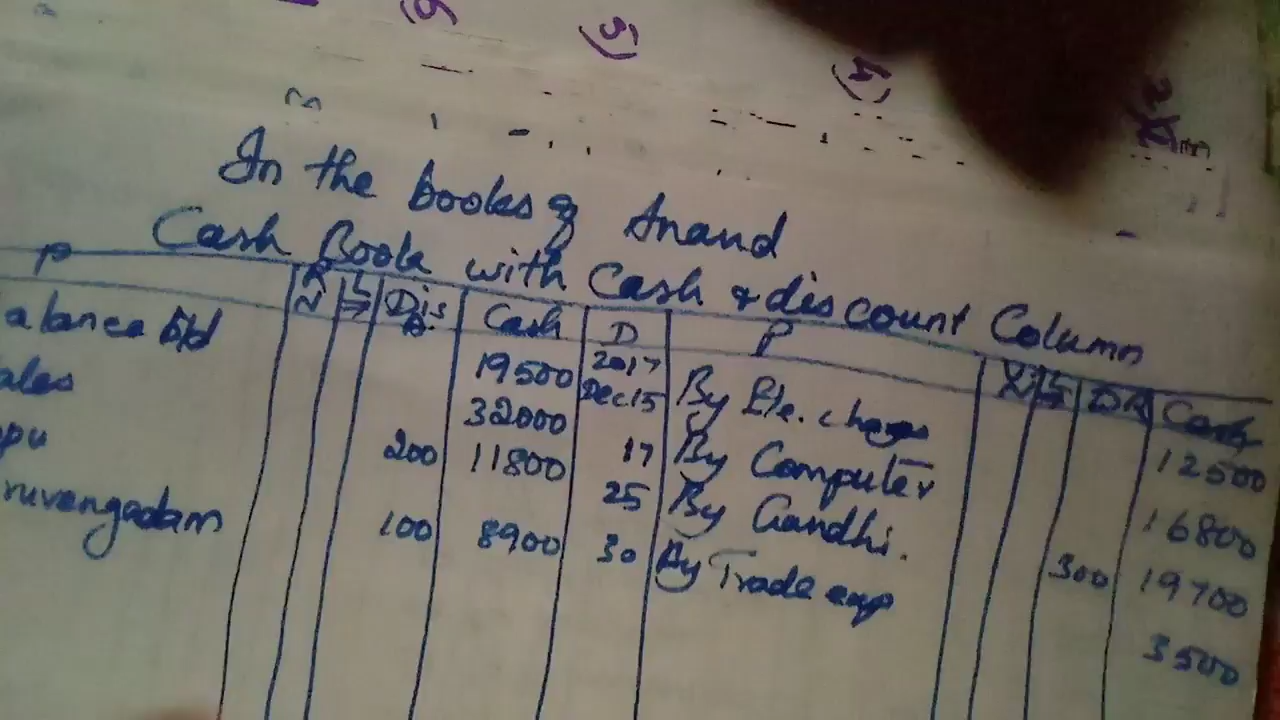 5)
In the books of Anand
Cash Book with Cash & discount Column
P Dis Cash D P Cash
alance b/d 19500 2017 Dec 15 By Ele. charges 12500
ales 32000 17 By Computer 16800
200 11800 25 By Gandhi. 300 19700
ruvengadam 100 8900 30 By Trade exp 3500